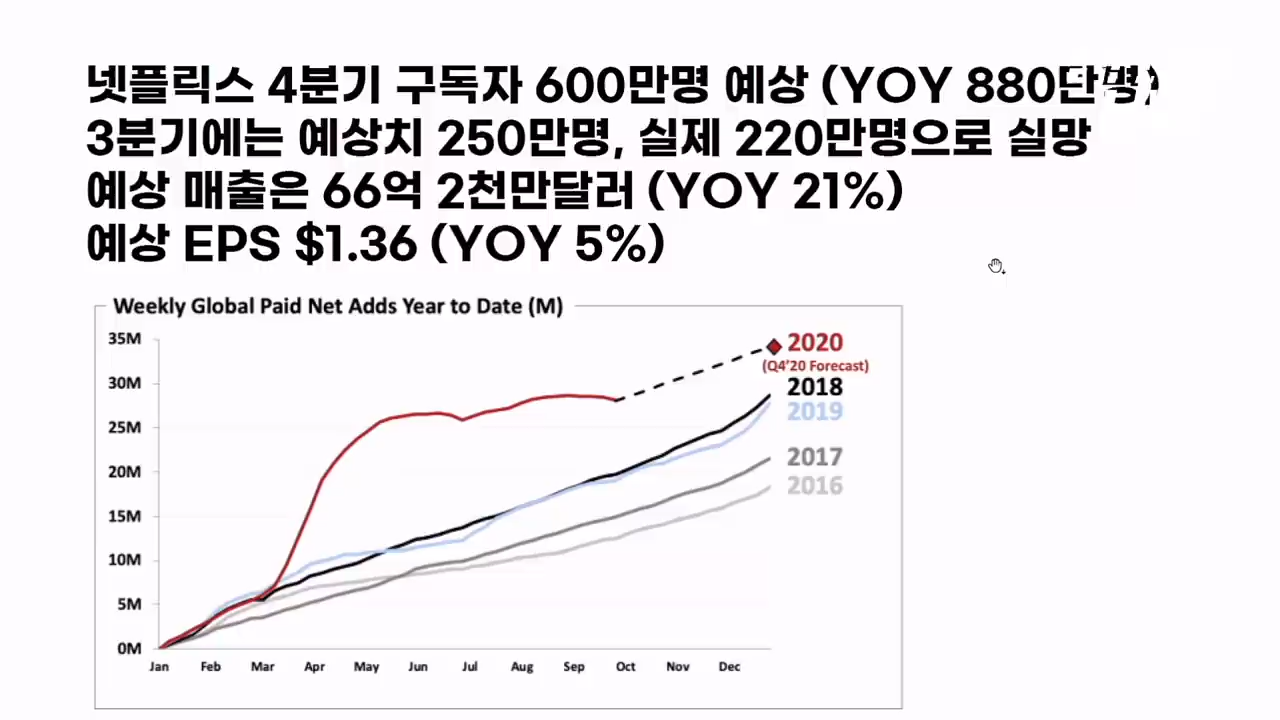 넷플릭스 4분기 구독자 600만명 예상 (YOY 880만명)
3분기에는 예상치 250만명, 실제 220만명으로 실망
예상 매출은 66억 2천만달러 (YOY 21%)
예상 EPS $1.36 (YOY 5%)
Weekly Global Paid Net Adds Year to Date (M)
35M
2020
(Q4'20 Forecast)
30M
2018
2019
25M
2017
20M
2016
15M
10M
5M
0M
Jan Feb Mar Apr May Jun Jul Aug Sep Oct Nov Dec